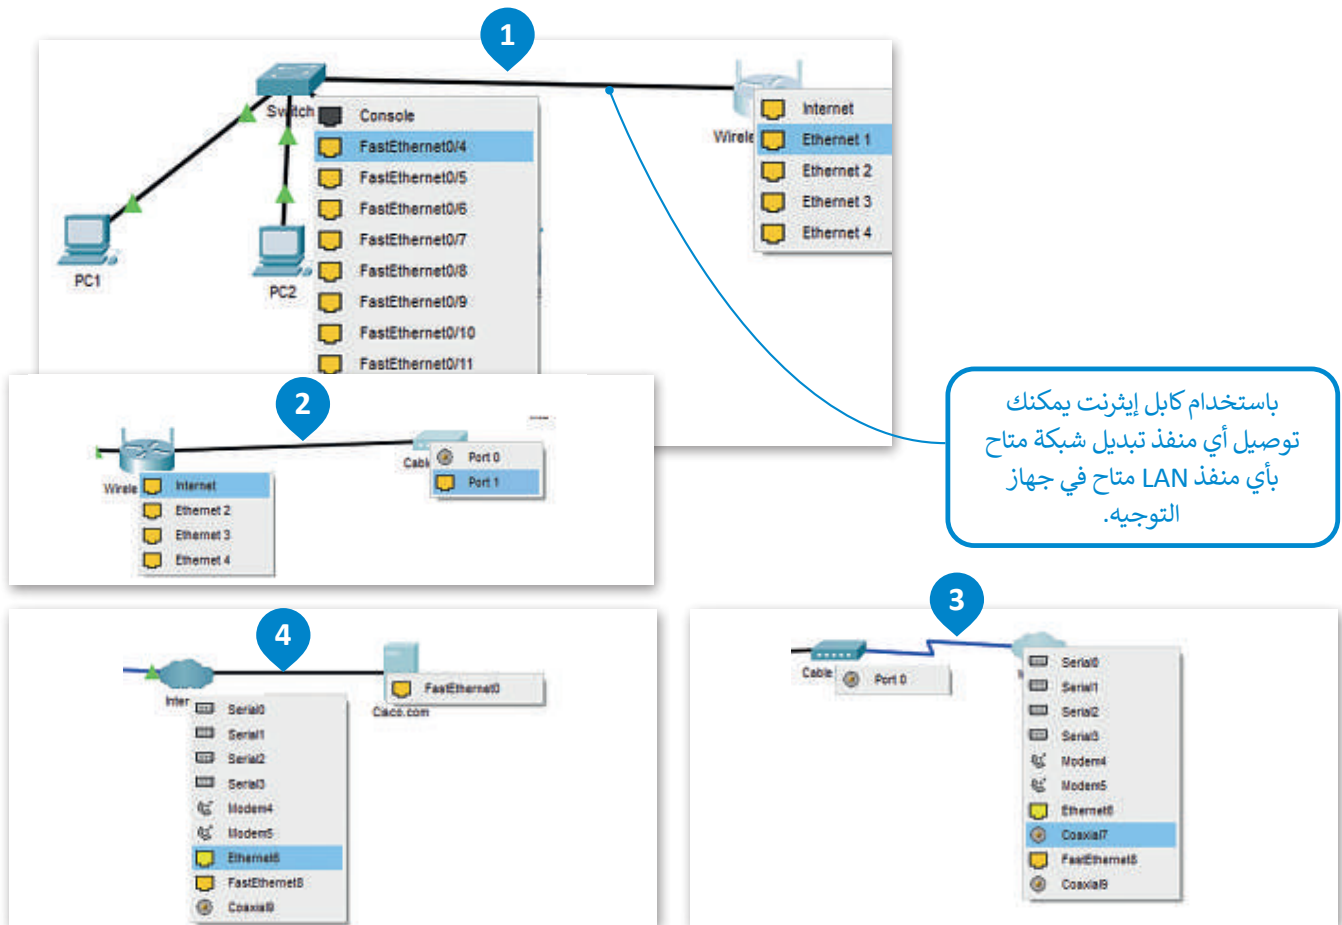 1
Switch
Console
FastEthernet0/4
FastEthernet0/5
FastEthernet0/6
FastEthernet0/7
FastEthernet0/8
FastEthernet0/9
FastEthernet0/10
FastEthernet0/11
PC1
PC2
Wirele
Internet
Ethernet 1
Ethernet 2
Ethernet 3
Ethernet 4
باستخدام كابل إيثرنت يمكنك
توصيل أي منفذ تبديل شبكة متاح
بأي منفذ LAN متاح في جهاز
التوجيه.
2
Wirele
Internet
Ethernet 2
Ethernet 3
Ethernet 4
Cabl
Port 0
Port 1
3
Cable
Port 0
Serial0
Serial1
Serial2
Serial3
Modem4
Modem5
Ethernet6
Coaxial7
FastEthernet8
Coaxial9
4
Inter
Serial0
Serial1
Serial2
Serial3
Modem4
Modem5
Ethernet6
FastEthernet8
Coaxial9
FastEthernet0
Cisco.com